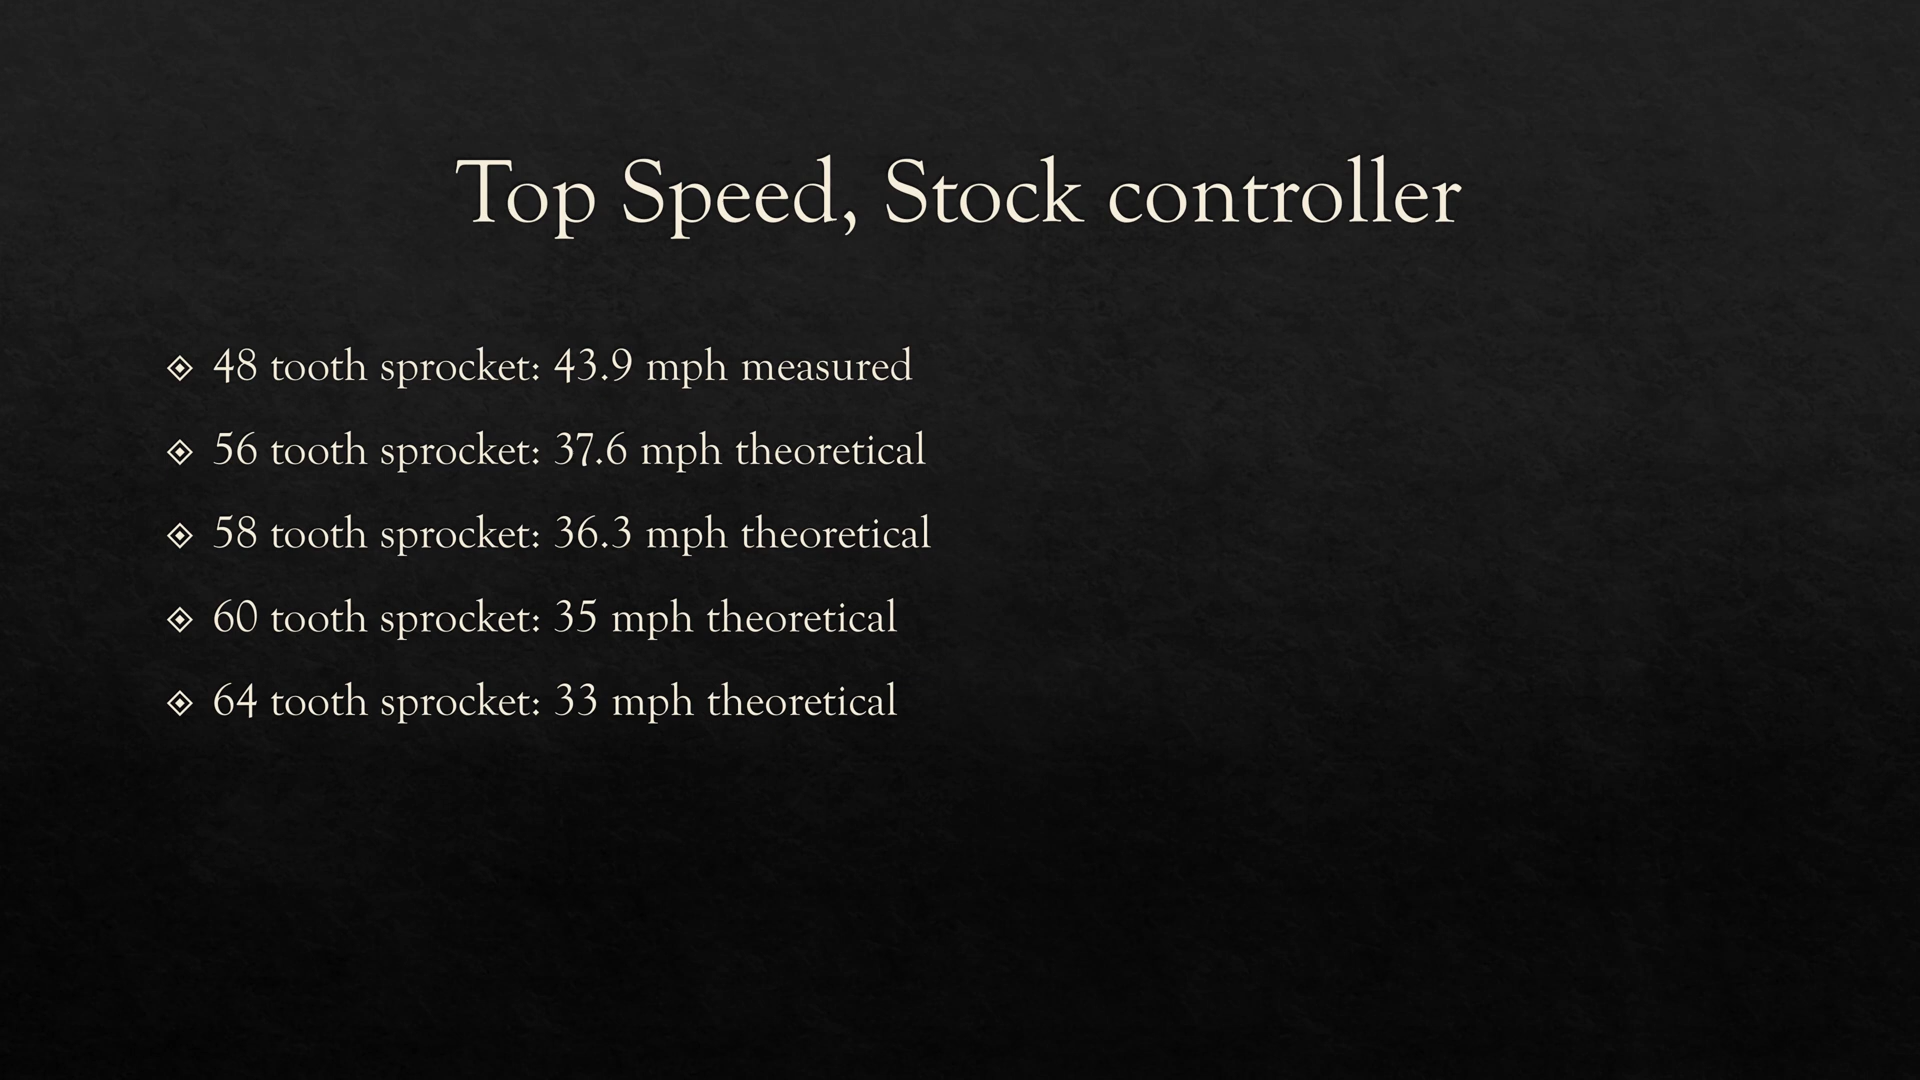 Top Speed, Stock controller
48 tooth sprocket: 43.9 mph measured
56 tooth sprocket: 37.6 mph theoretical
58 tooth sprocket: 36.3 mph theoretical
60 tooth sprocket: 35 mph theoretical
64 tooth sprocket: 33 mph theoretical